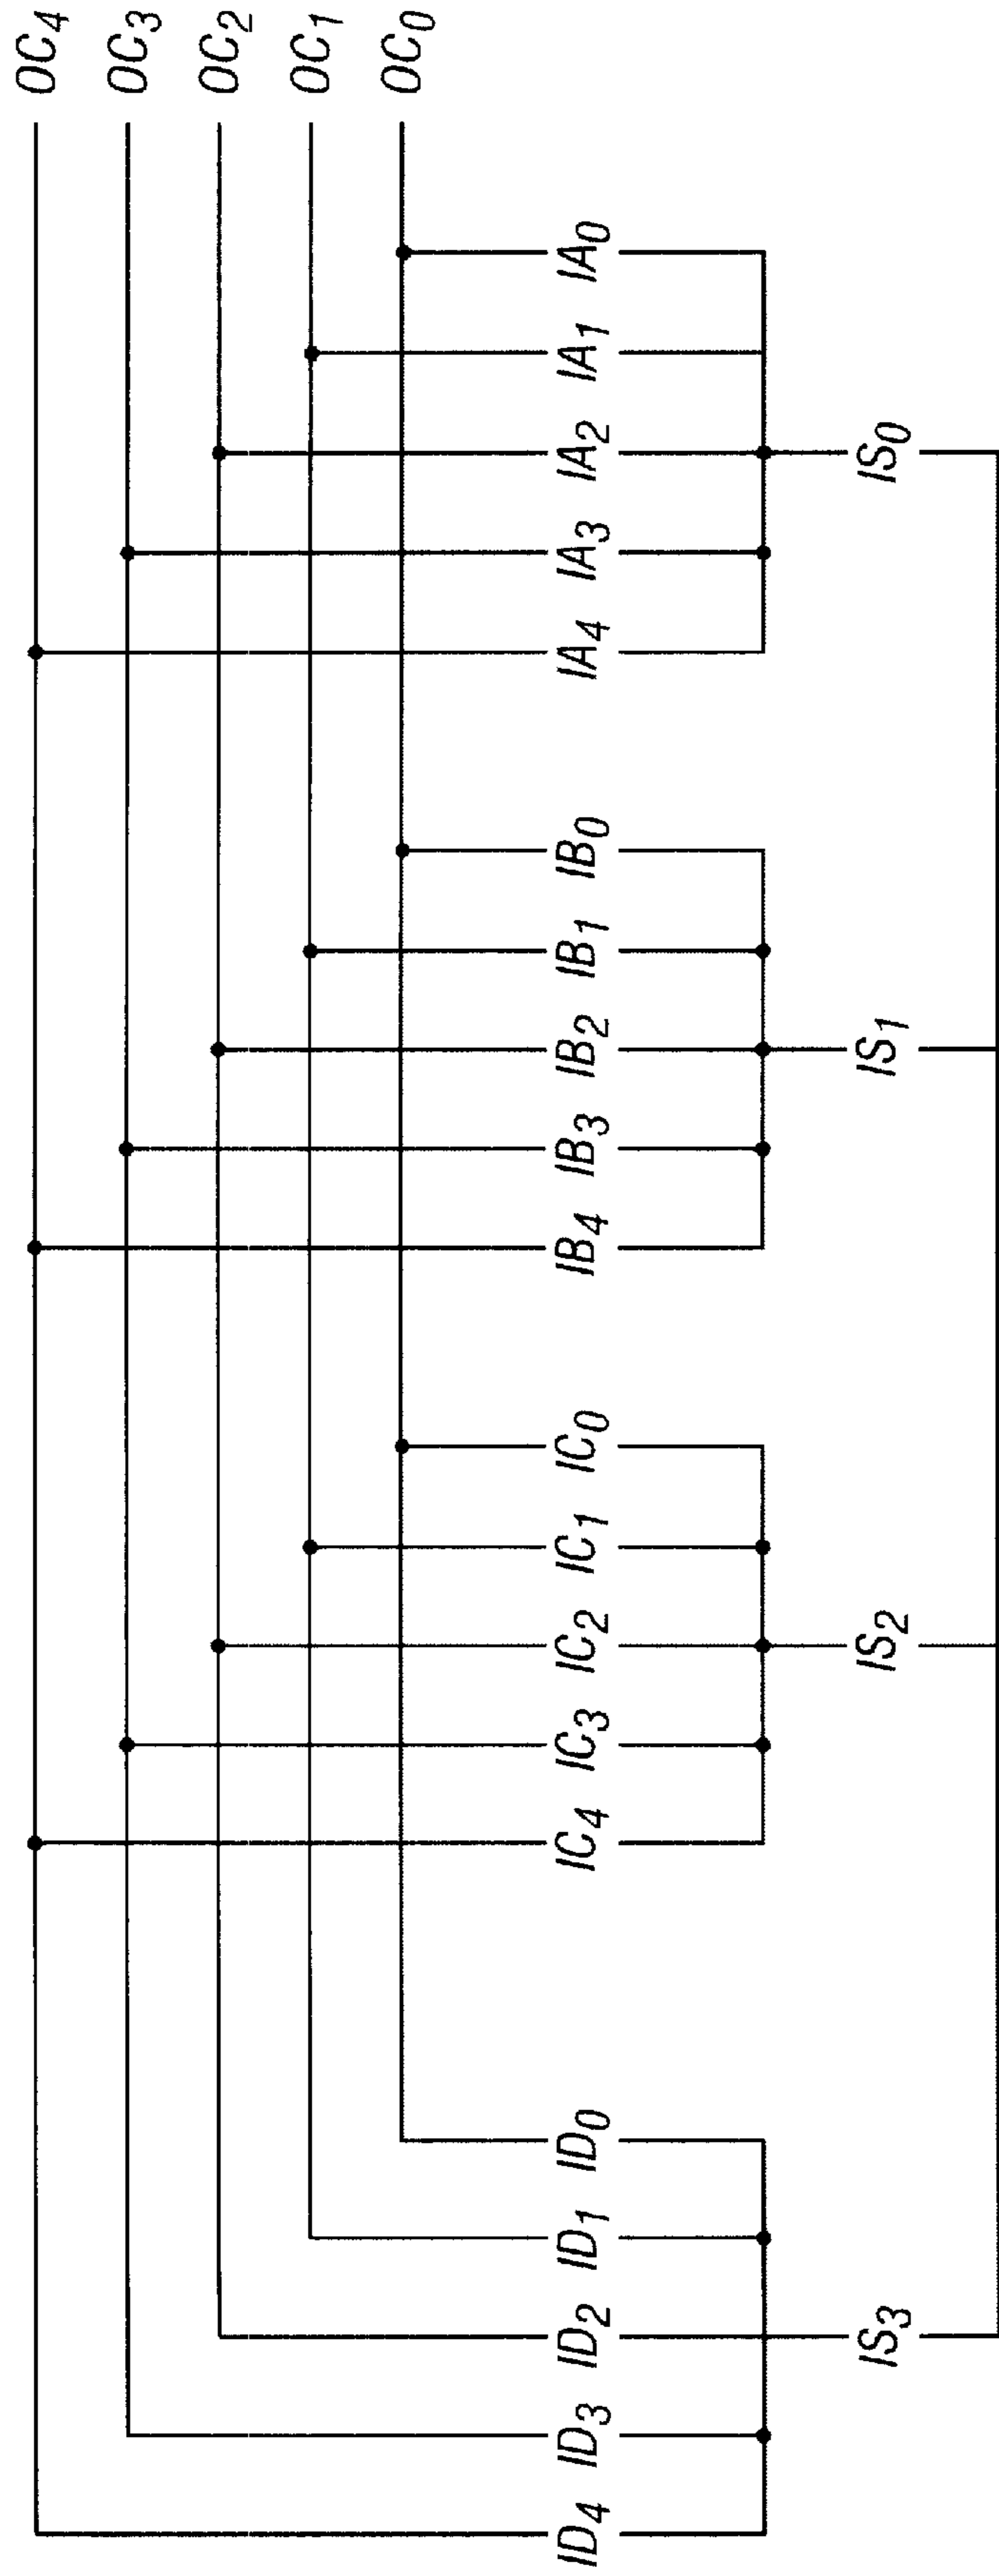 OC4
OC3
OC2
OC1
OC0
IA0
IA1
IA2
IA3
IA4
IS0
IB0
IB1
IB2
IB3
IB4
IS1
IC0
IC1
IC2
IC3
IC4
IS2
ID0
ID1
ID2
ID3
ID4
IS3